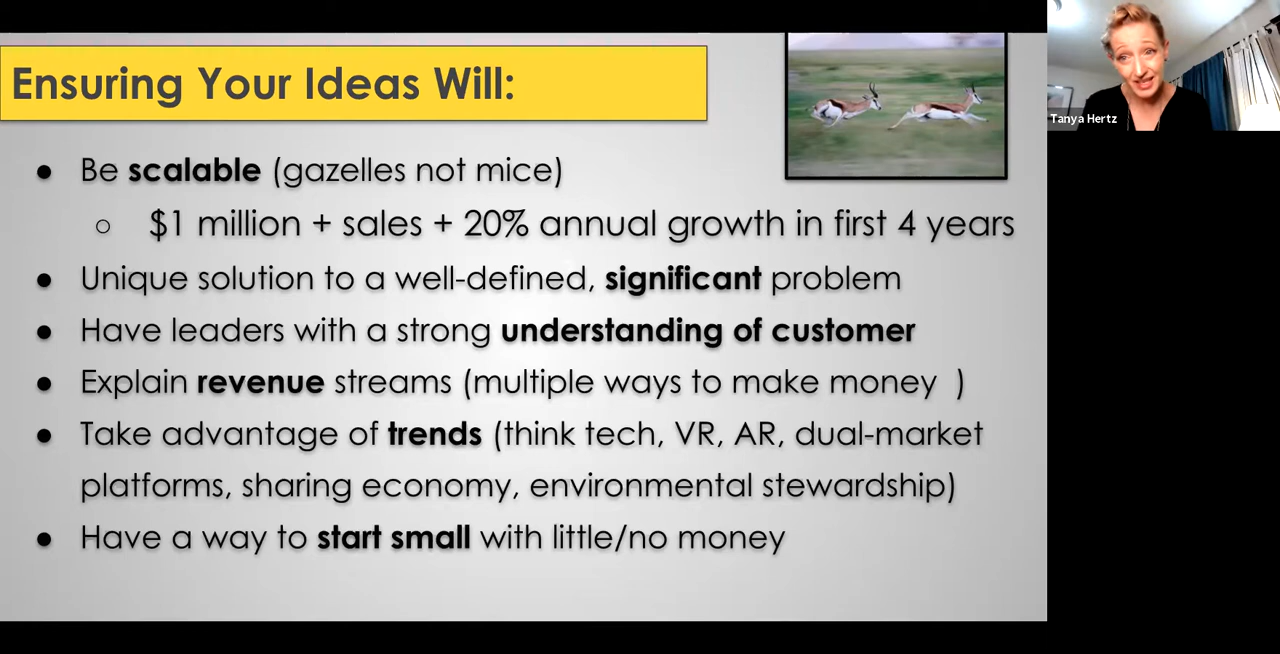 Ensuring Your Ideas Will:
Tanya Hertz
● Be scalable (gazelles not mice)
○ $1 million + sales + 20% annual growth in first 4 years
● Unique solution to a well-defined, significant problem
● Have leaders with a strong understanding of customer
● Explain revenue streams (multiple ways to make money  )
● Take advantage of trends (think tech, VR, AR, dual-market
platforms, sharing economy, environmental stewardship)
● Have a way to start small with little/no money